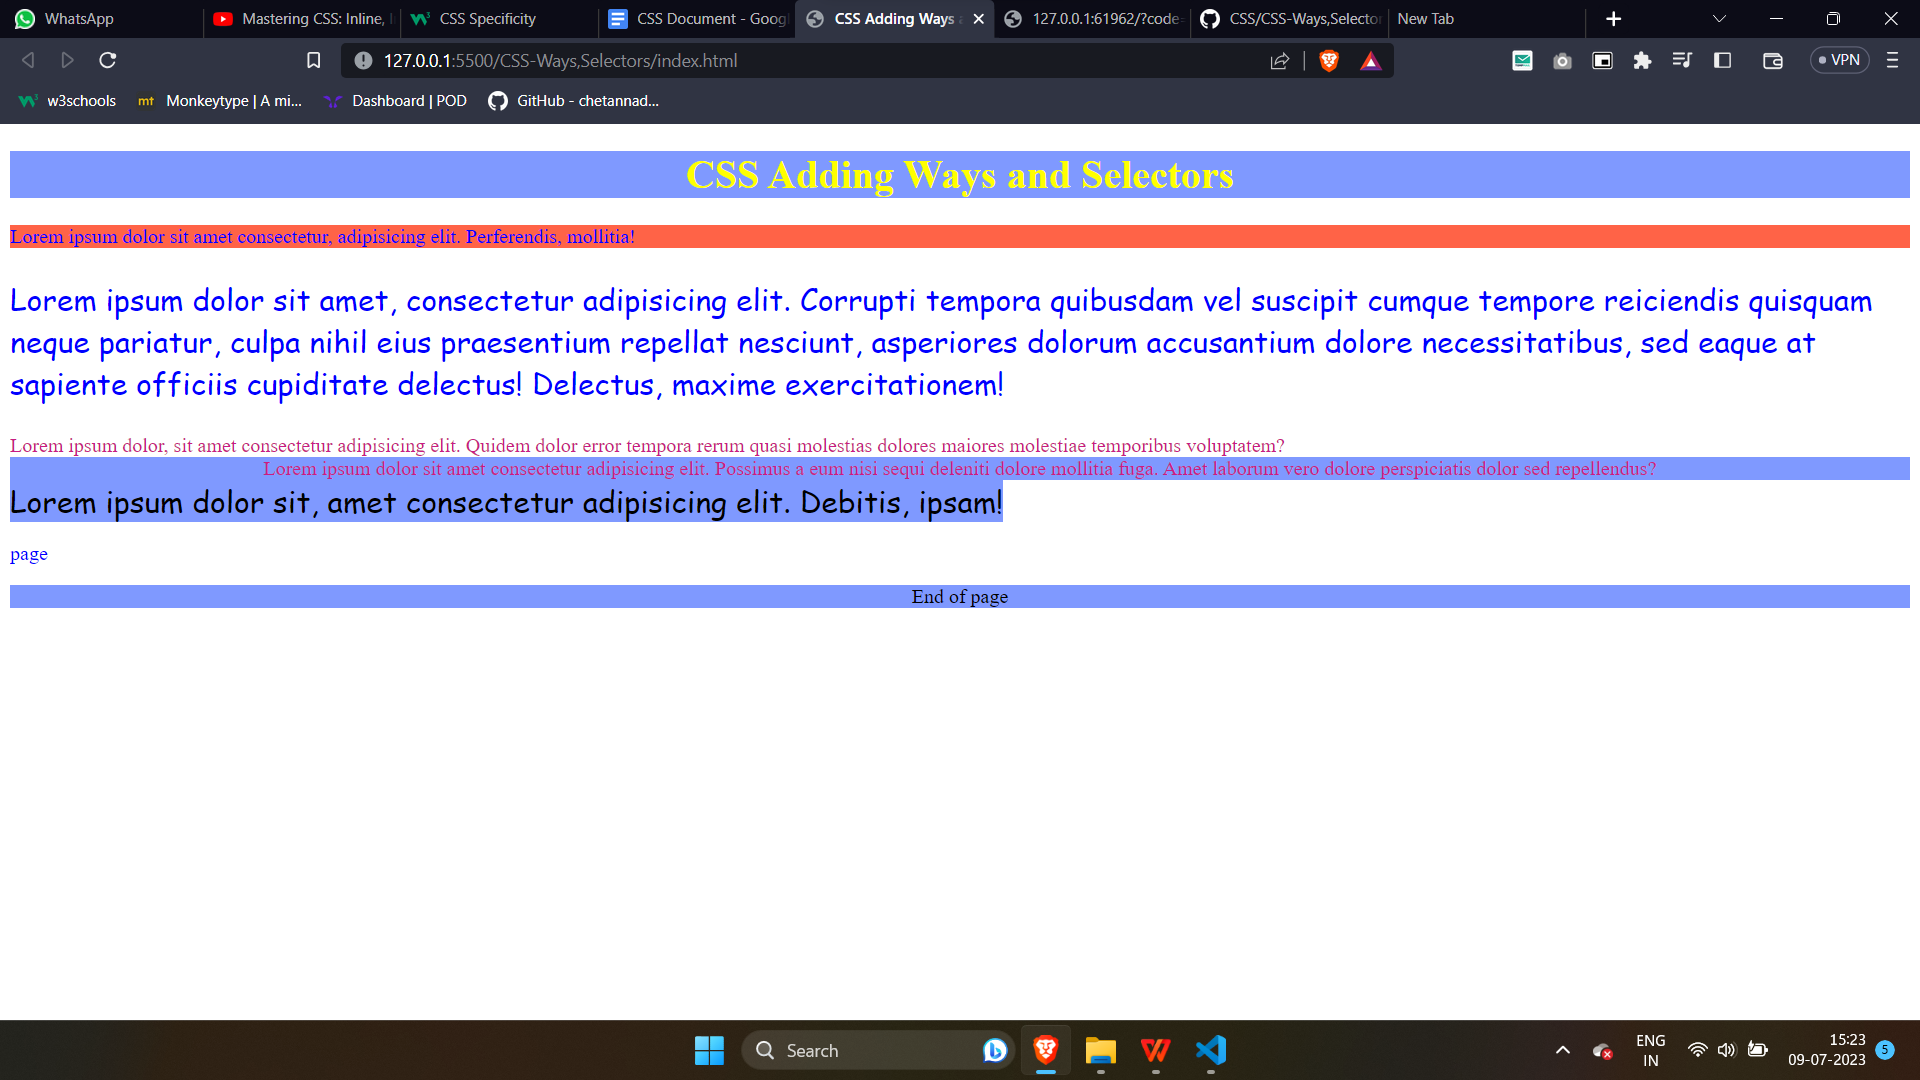 WhatsApp
Mastering CSS: Inline, I
CSS Specificity
CSS Document - Googl
CSS Adding Ways a
127.0.0.1:61962/?code=
CSS/CSS-Ways,Selector
New Tab
127.0.0.1:5500/CSS-Ways,Selectors/index.html
VPN
w3schools
mt
Monkeytype | A mi...
Dashboard | POD
GitHub - chetannad...
CSS Adding Ways and Selectors
Lorem ipsum dolor sit amet consectetur, adipisicing elit. Perferendis, mollitia!
Lorem ipsum dolor sit amet, consectetur adipisicing elit. Corrupti tempora quibusdam vel suscipit cumque tempore reiciendis quisquam
neque pariatur, culpa nihil eius praesentium repellat nesciunt, asperiores dolorum accusantium dolore necessitatibus, sed eaque at
sapiente officiis cupiditate delectus! Delectus, maxime exercitationem!
Lorem ipsum dolor, sit amet consectetur adipisicing elit. Quidem dolor error tempora rerum quasi molestias dolores maiores molestiae temporibus voluptatem?
Lorem ipsum dolor sit amet consectetur adipisicing elit. Possimus a eum nisi sequi deleniti dolore mollitia fuga. Amet laborum vero dolore perspiciatis dolor sed repellendus?
Lorem ipsum dolor sit, amet consectetur adipisicing elit. Debitis, ipsam!
page
End of page
Search
ENG
IN
15:23
09-07-2023
5